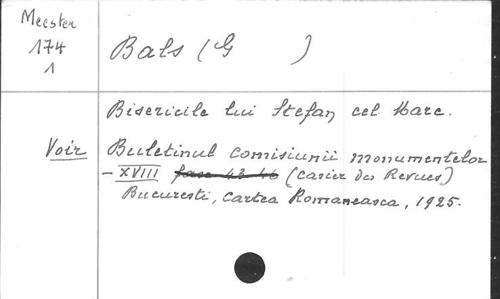 Meester
174
1
Bals (G )
Bisericile lui Stefan cel Mare.
Voir Buletinul comisiunii monumentelor
- XVIII fasc 43-46 (Casier des Revues)
Bucuresti, Cartea Romaneasca, 1925.